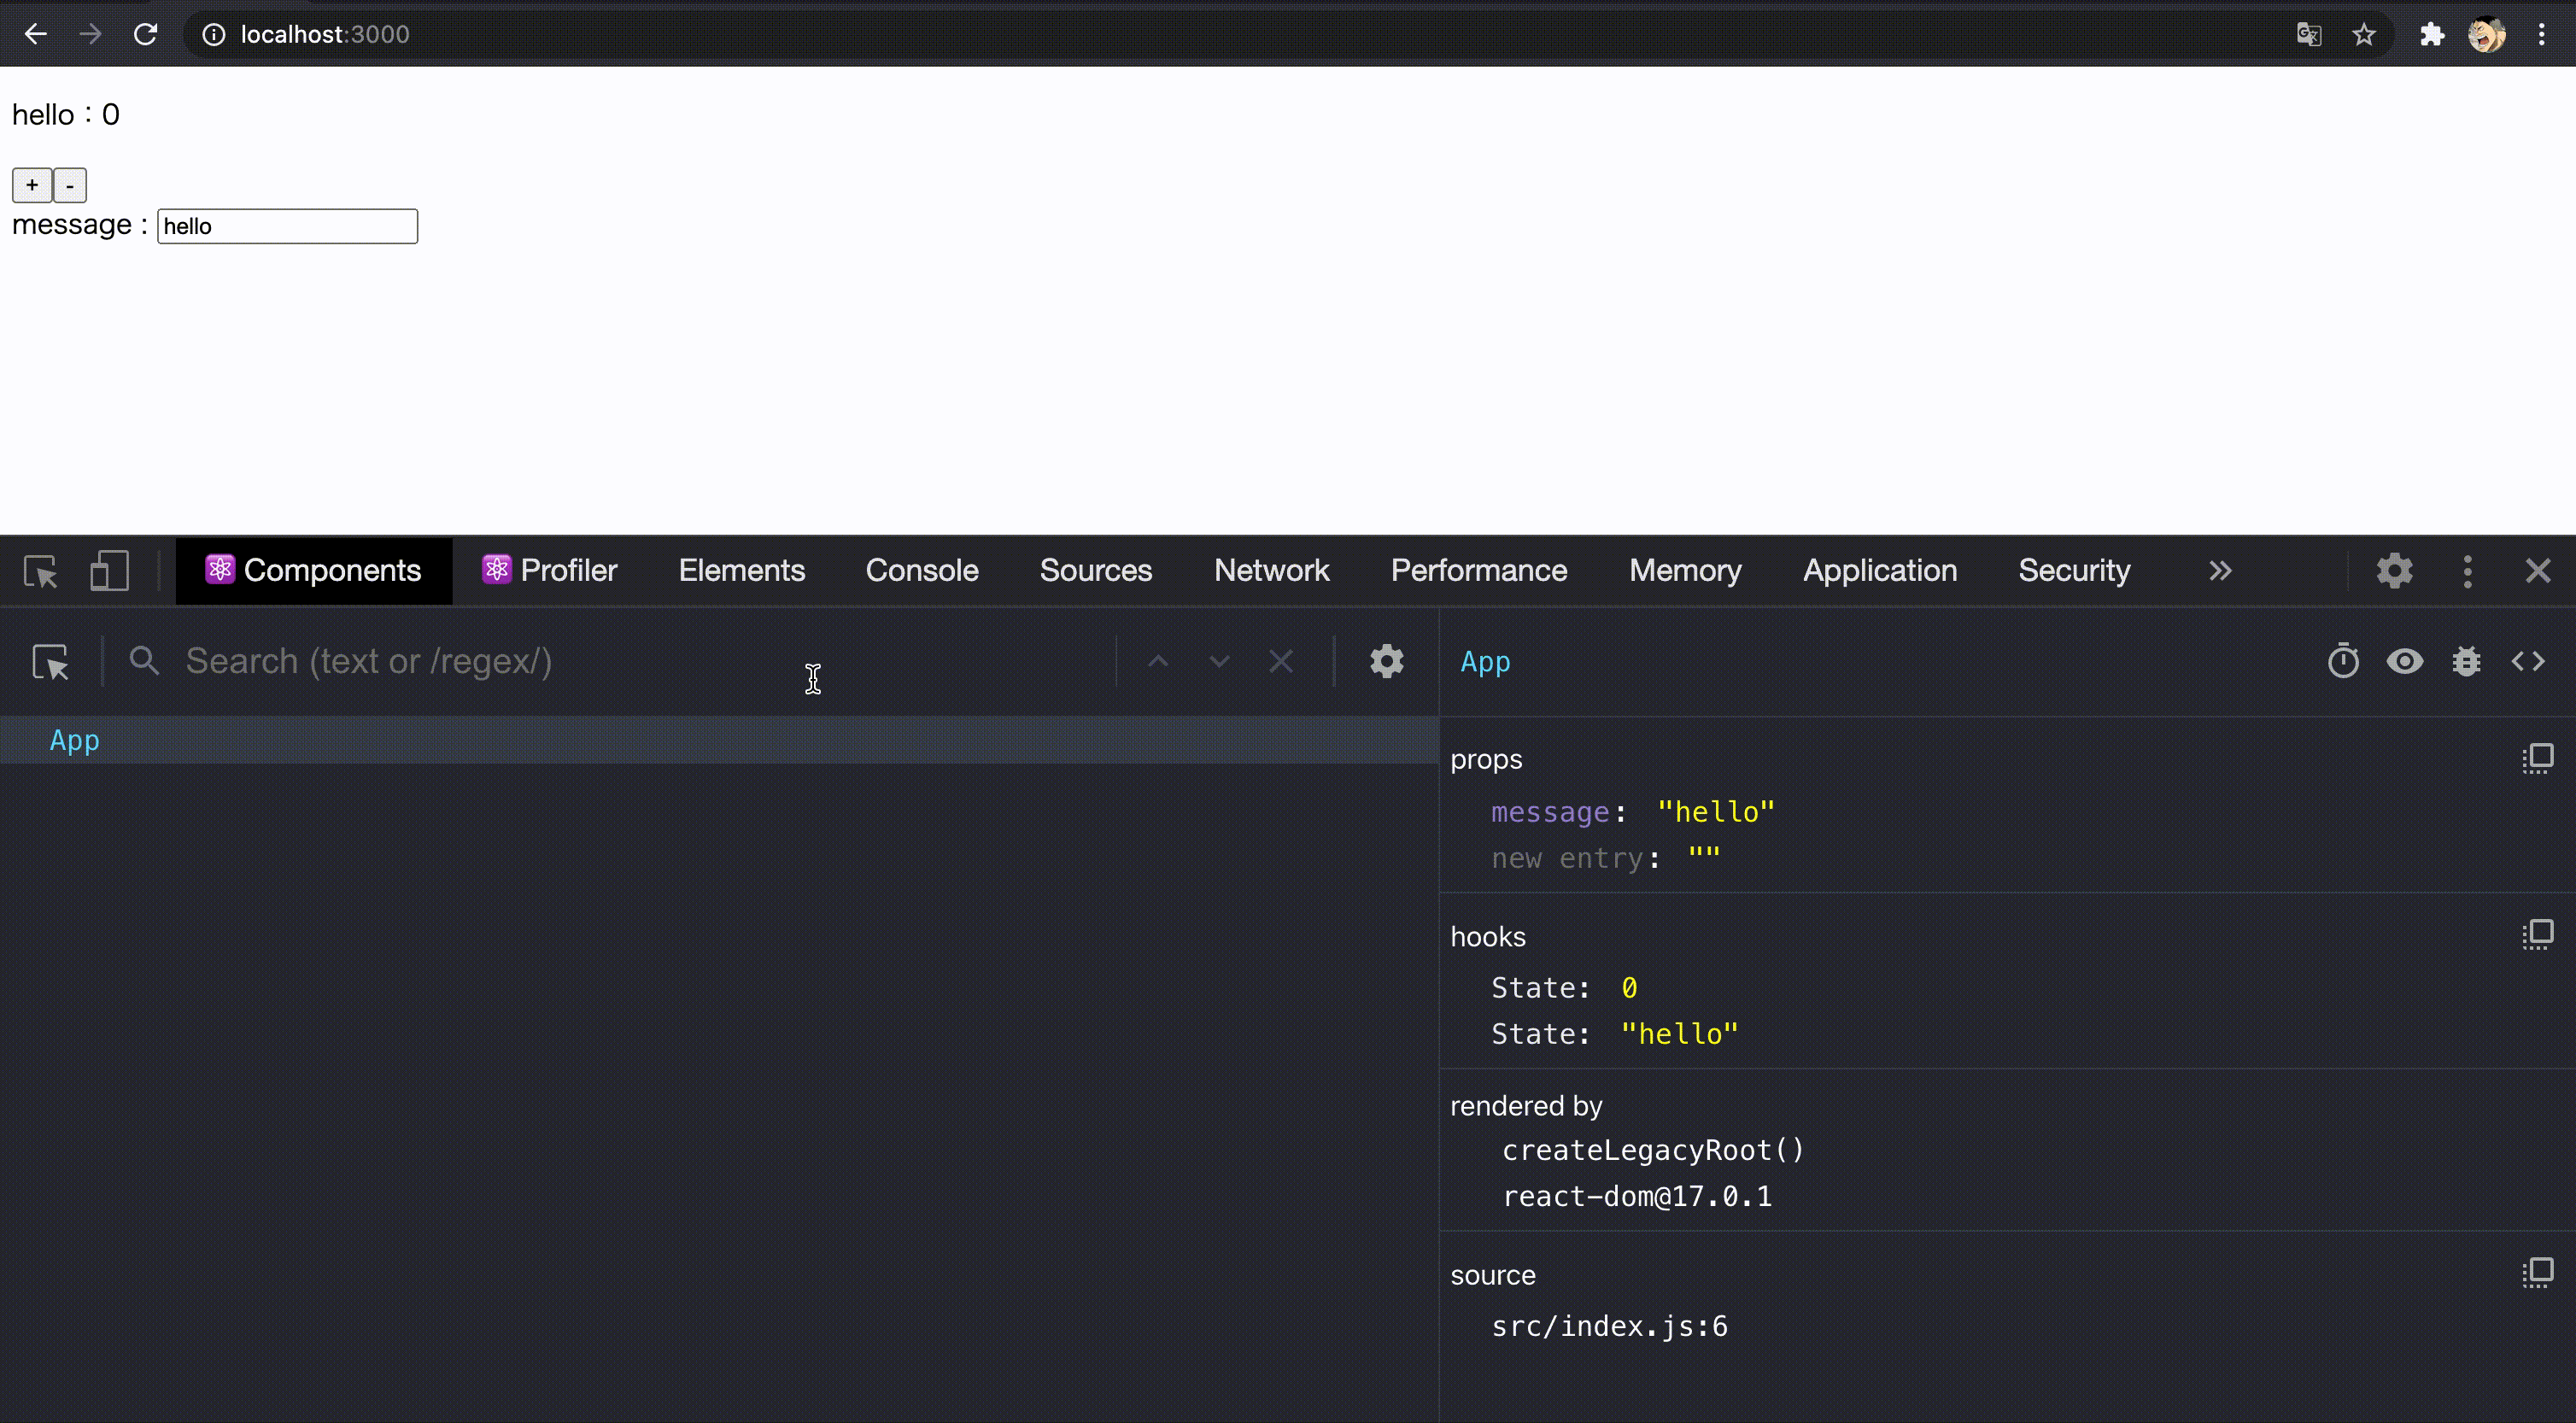 localhost:3000
hello : 0
+ -
message : hello
Components Profiler Elements Console Sources Network Performance Memory Application Security
Search (text or /regex/)
App
App
props
message: "hello"
new entry: ""
hooks
State: 0
State: "hello"
rendered by
createLegacyRoot()
react-dom@17.0.1
source
src/index.js:6